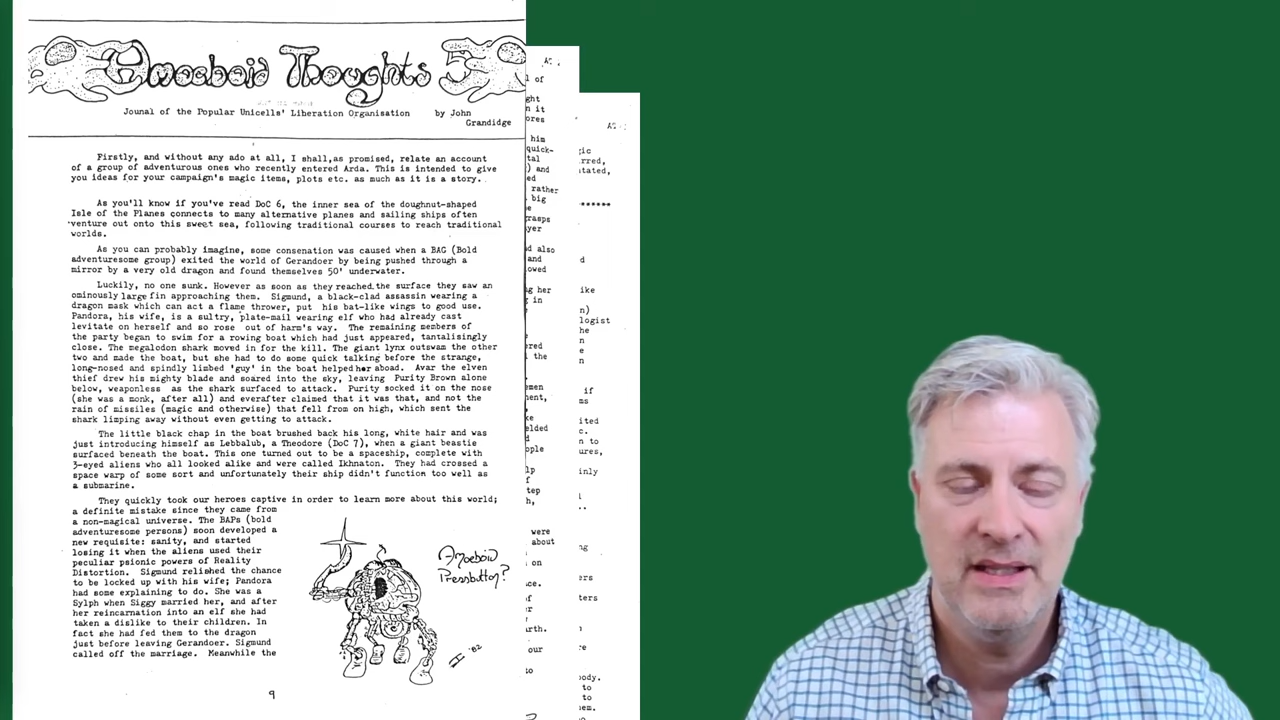 Amoeboid Thoughts 5
Jounal of the Popular Unicells' Liberation Organisation by John
Grandidge
Firstly, and without any ado at all, I shall,as promised, relate an account
of a group of adventurous ones who recently entered Arda. This is intended to give
you ideas for your campaign's magic items, plots etc. as much as it is a story.
As you'll know if you've read DoC 6, the inner sea of the doughnut-shaped
Isle of the Planes connects to many alternative planes and sailing ships often
venture out onto this sweet sea, following traditional courses to reach traditional
worlds.
As you can probably imagine, some consenation was caused when a BAG (Bold
adventuresome group) exited the world of Gerandoer by being pushed through a
mirror by a very old dragon and found themselves 50' underwater.
Luckily, no one sunk. However as soon as they reached the surface they saw an
ominously large fin approaching them. Sigmund, a black-clad assassin wearing a
dragon mask which can act a flame thrower, put his bat-like wings to good use.
Pandora, his wife, is a sultry, plate-mail wearing elf who had already cast
levitate on herself and so rose out of harm's way. The remaining members of
the party began to swim for a rowing boat which had just appeared, tantalisingly
close. The megalodon shark moved in for the kill. The giant lynx outswam the other
two and made the boat, but she had to do some quick talking before the strange,
long-nosed and spindly limbed 'guy' in the boat helped her aboad. Avar the elven
thief drew his mighty blade and soared into the sky, leaving Purity Brown alone
below, weaponless as the shark surfaced to attack. Purity socked it on the nose
(she was a monk, after all) and everafter claimed that it was that, and not the
rain of missiles (magic and otherwise) that fell from on high, which sent the
shark limping away without even getting to attack.
The little black chap in the boat brushed back his long, white hair and was
just introducing himself as Lebbalub, a Theodore (DoC 7), when a giant beastie
surfaced beneath the boat. This one turned out to be a spaceship, complete with
3-eyed aliens who all looked alike and were called Ikhnaton. They had crossed a
space warp of some sort and unfortunately their ship didn't function too well as
a submarine.
They quickly took our heroes captive in order to learn more about this world;
a definite mistake since they came from
a non-magical universe. The BAPs (bold
adventuresome persons) soon developed a
new requisite: sanity, and started
losing it when the aliens used their
peculiar psionic powers of Reality
Distortion. Sigmund relished the chance
to be locked up with his wife; Pandora
had some explaining to do. She was a
Sylph when Siggy married her, and after
her reincarnation into an elf she had
taken a dislike to their children. In
fact she had fed them to the dragon
just before leaving Gerandoer. Sigmund
called off the marriage. Meanwhile the
Amoeboid
Pressbutton?
'82
9